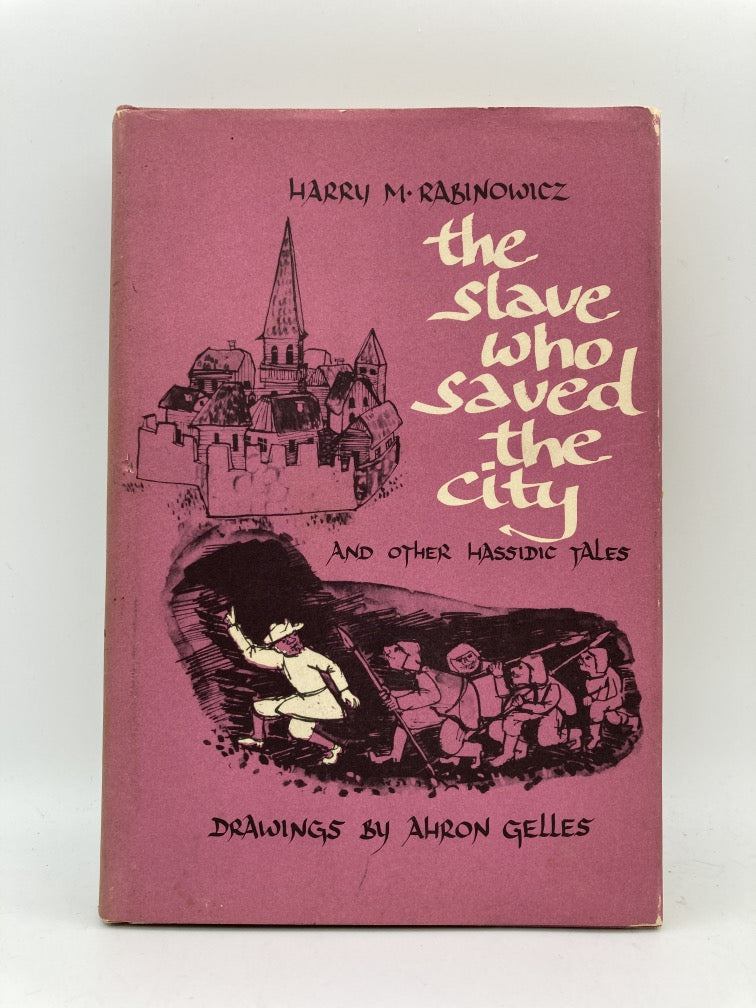 HARRY M. RABINOWICZ
the
slave
who
saved
the
city
AND OTHER HASSIDIC TALES
DRAWINGS BY AHRON GELLES